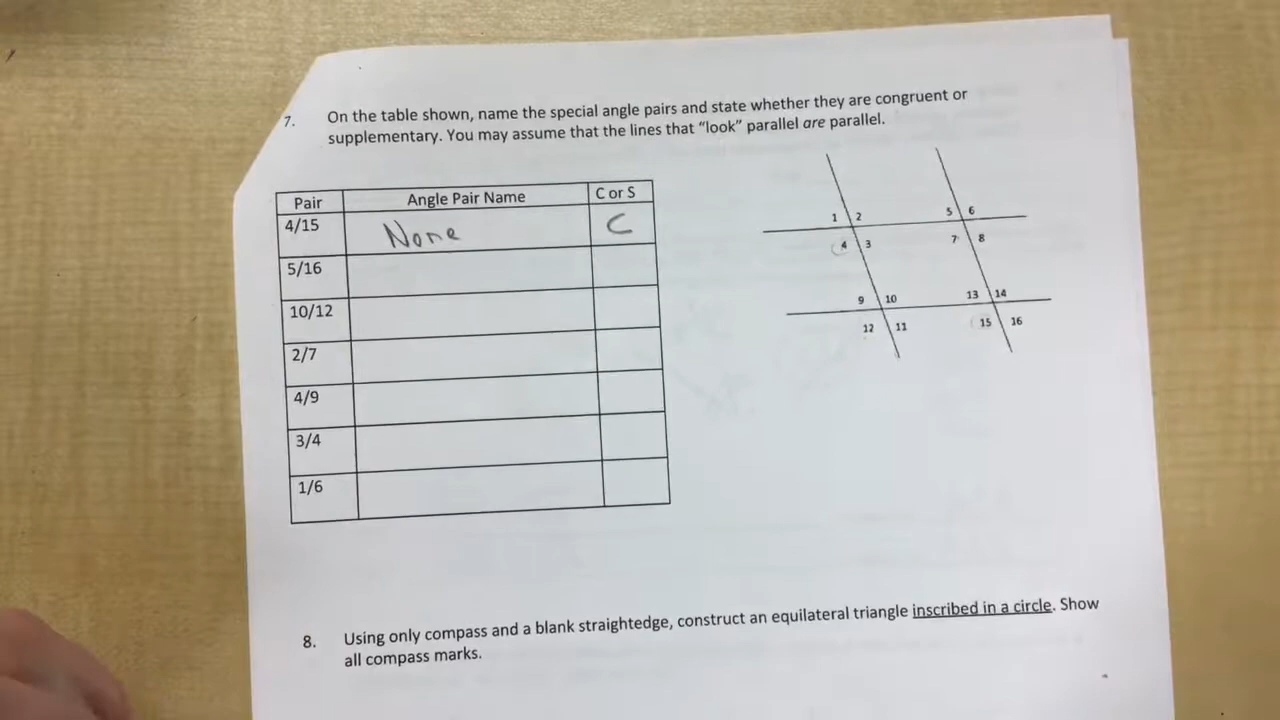 7. On the table shown, name the special angle pairs and state whether they are congruent or
supplementary. You may assume that the lines that “look” parallel are parallel.
Pair Angle Pair Name C or S
4/15 None C
5/16
10/12
2/7
4/9
3/4
1/6
1 2 5 6
4 3 7 8
9 10 13 14
12 11 15 16
8. Using only compass and a blank straightedge, construct an equilateral triangle inscribed in a circle. Show
all compass marks.